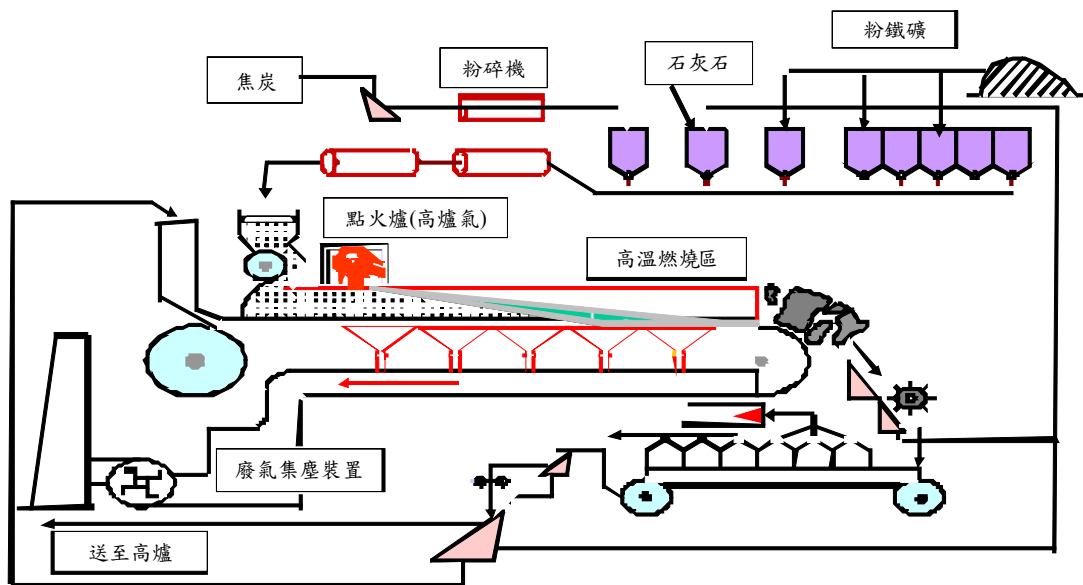 粉鐵礦
石灰石
粉碎機
焦炭
點火爐(高爐氣)
高溫燃燒區
廢氣集塵裝置
送至高爐